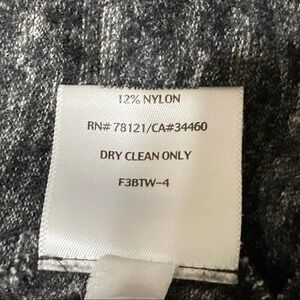 12% NYLON
RN# 78121/CA#34460
DRY CLEAN ONLY
F3BTW-4